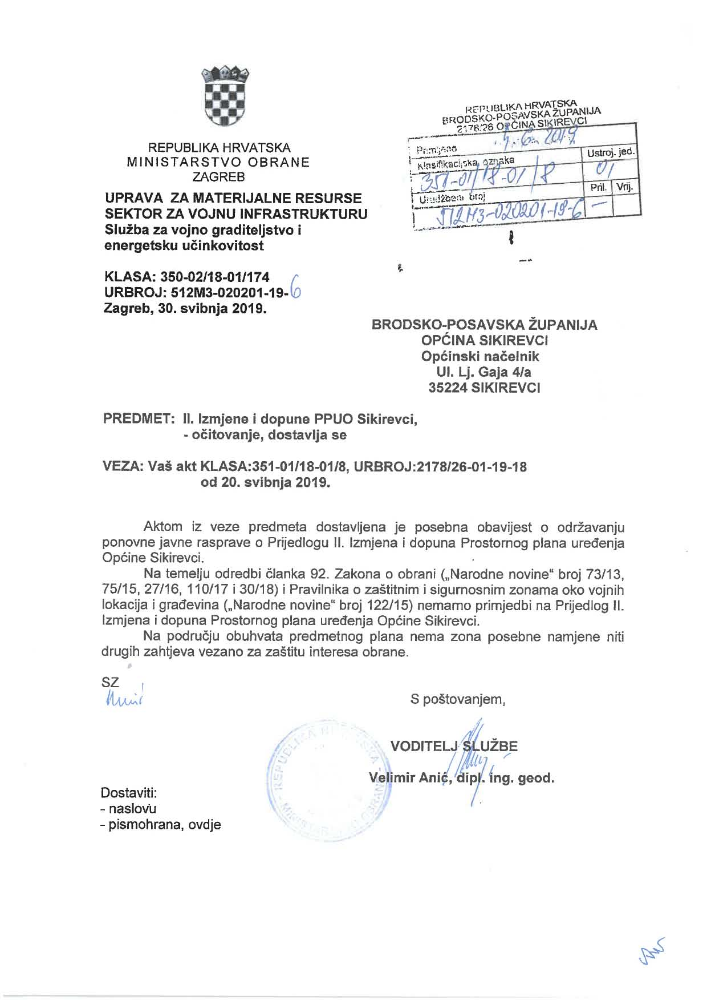 REPUBLIKA HRVATSKA
MINISTARSTVO OBRANE
ZAGREB
UPRAVA ZA MATERIJALNE RESURSE
SEKTOR ZA VOJNU INFRASTRUKTURU
Služba za vojno graditeljstvo i
energetsku učinkovitost
REPUBLIKA HRVATSKA
BRODSKO-POSAVSKA ŽUPANIJA
2178/26 OPĆINA SIKIREVCI
Primljeno 4. 6. 2019
Klasifikacijska oznaka Ustroj. jed.
351-01/18-01/8 01
Urudžbeni broj Pril. Vrij.
512M3-020201-19-6 –
KLASA: 350-02/18-01/174
URBROJ: 512M3-020201-19-6
Zagreb, 30. svibnja 2019.
BRODSKO-POSAVSKA ŽUPANIJA
OPĆINA SIKIREVCI
Općinski načelnik
Ul. Lj. Gaja 4/a
35224 SIKIREVCI
PREDMET: II. Izmjene i dopune PPUO Sikirevci,
- očitovanje, dostavlja se
VEZA: Vaš akt KLASA:351-01/18-01/8, URBROJ:2178/26-01-19-18
od 20. svibnja 2019.
Aktom iz veze predmeta dostavljena je posebna obavijest o održavanju
ponovne javne rasprave o Prijedlogu II. Izmjena i dopuna Prostornog plana uređenja
Općine Sikirevci.
Na temelju odredbi članka 92. Zakona o obrani („Narodne novine“ broj 73/13,
75/15, 27/16, 110/17 i 30/18) i Pravilnika o zaštitnim i sigurnosnim zonama oko vojnih
lokacija i građevina („Narodne novine“ broj 122/15) nemamo primjedbi na Prijedlog II.
Izmjena i dopuna Prostornog plana uređenja Općine Sikirevci.
Na području obuhvata predmetnog plana nema zona posebne namjene niti
drugih zahtjeva vezano za zaštitu interesa obrane.
SZ
S poštovanjem,
VODITELJ SLUŽBE
Velimir Anić, dipl. ing. geod.
Dostaviti:
- naslovu
- pismohrana, ovdje